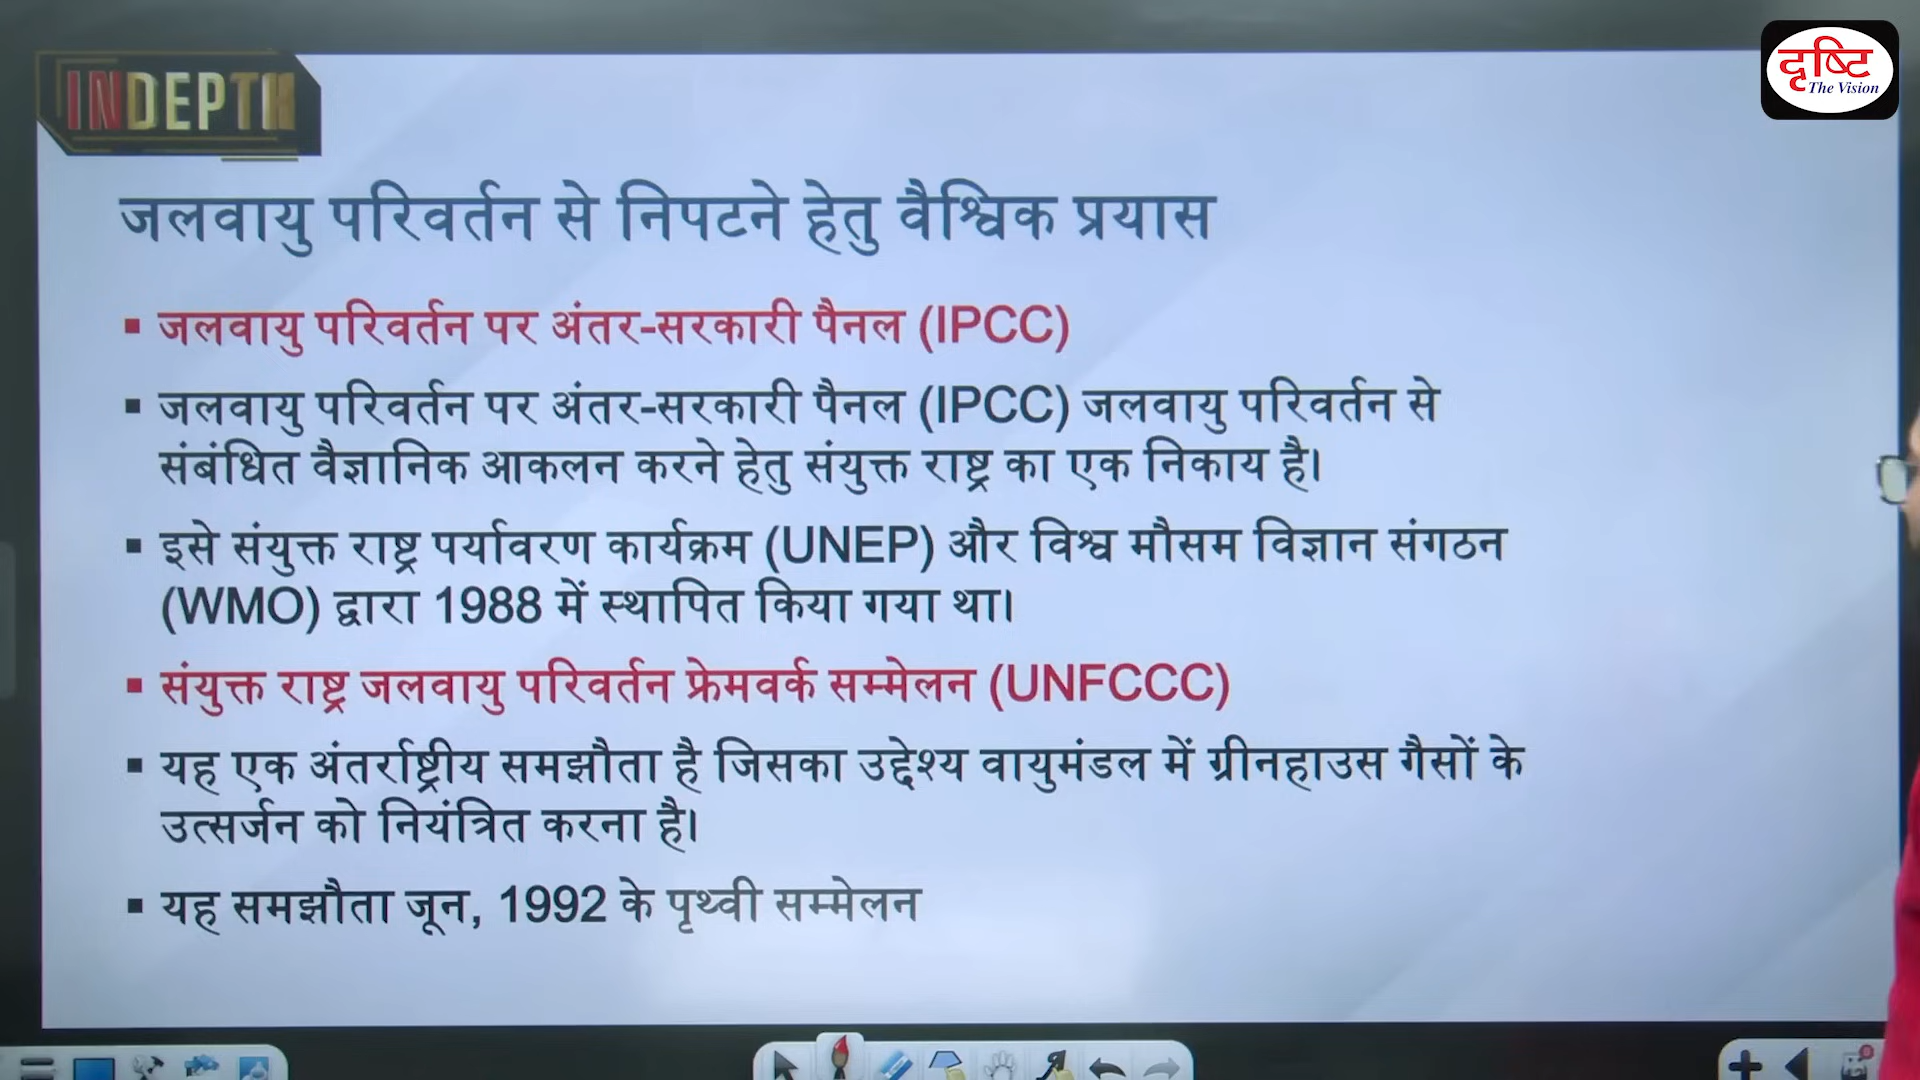 INDEPTH
दृष्टि
The Vision
जलवायु परिवर्तन से निपटने हेतु वैश्विक प्रयास
▪ जलवायु परिवर्तन पर अंतर-सरकारी पैनल (IPCC)
▪ जलवायु परिवर्तन पर अंतर-सरकारी पैनल (IPCC) जलवायु परिवर्तन से
संबंधित वैज्ञानिक आकलन करने हेतु संयुक्त राष्ट्र का एक निकाय है।
▪ इसे संयुक्त राष्ट्र पर्यावरण कार्यक्रम (UNEP) और विश्व मौसम विज्ञान संगठन
(WMO) द्वारा 1988 में स्थापित किया गया था।
▪ संयुक्त राष्ट्र जलवायु परिवर्तन फ्रेमवर्क सम्मेलन (UNFCCC)
▪ यह एक अंतर्राष्ट्रीय समझौता है जिसका उद्देश्य वायुमंडल में ग्रीनहाउस गैसों के
उत्सर्जन को नियंत्रित करना है।
▪ यह समझौता जून, 1992 के पृथ्वी सम्मेलन